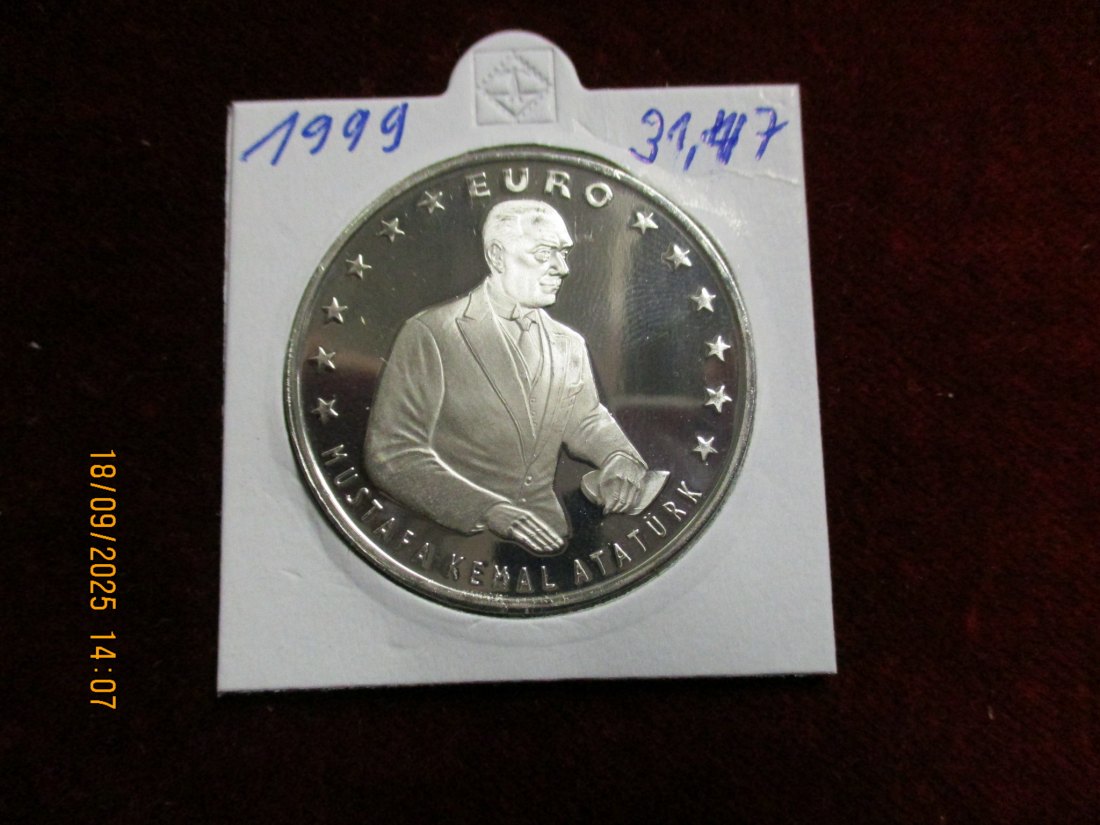 1999
31,47
EURO
MUSTAFA KEMAL ATATÜRK
18/09/2025 14:07